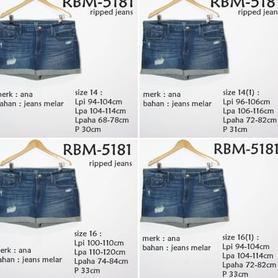 RBM-5181
ripped jeans
merk : ana
bahan : jeans melar
size 14 :
Lpi 94-104cm
Lpa 104-114cm
Lpaha 68-78cm
P 30cm
RBM-518
ripped jeans
merk : ana
bahan : jeans melar
size 14(1) :
Lpi 96-106cm
Lpa 106-116cm
Lpaha 72-82cm
P 31cm
RBM-5181
ripped jeans
merk : ana
bahan : jeans melar
size 16 :
Lpi 100-110cm
Lpa 110-120cm
Lpaha 74-84cm
P 33cm
RBM-5181
ripped jeans
merk : ana
bahan : jeans melar
size 16(1) :
Lpi 94-104cm
Lpa 104-114cm
Lpaha 72-82cm
P 33cm